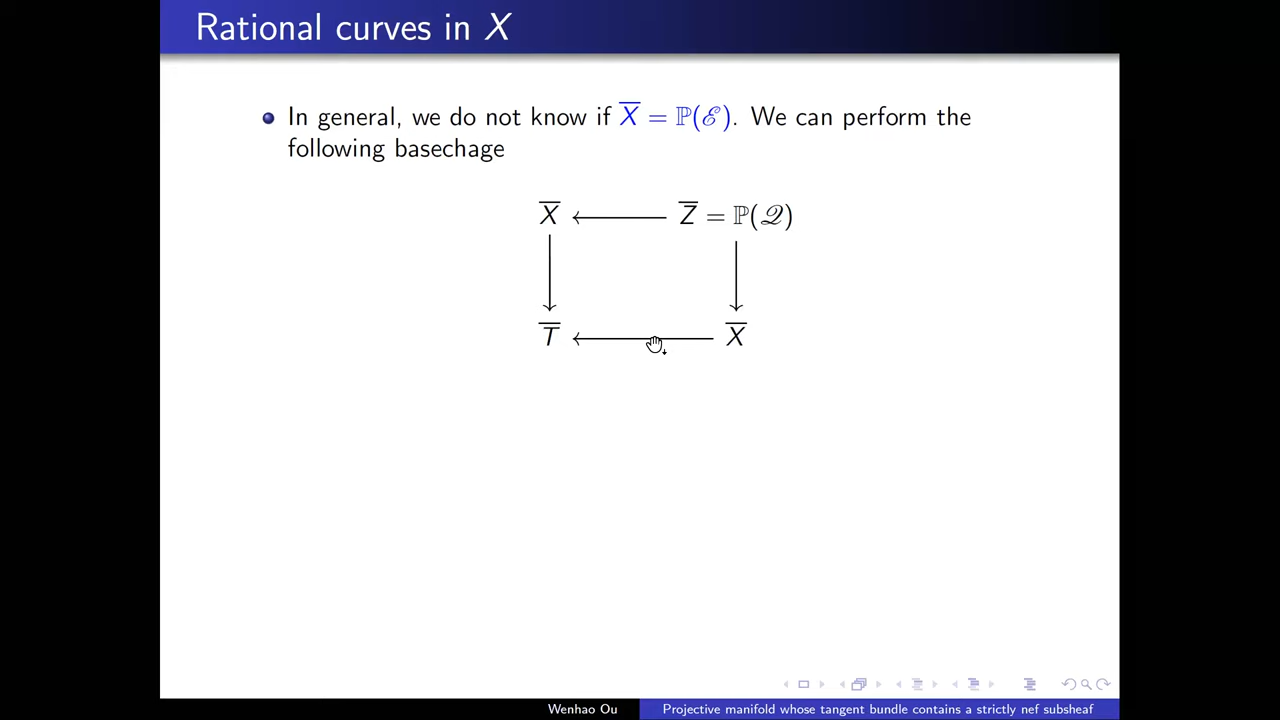 Rational curves in X
In general, we do not know if X̅ = ℙ(ℰ). We can perform the
following basechage
X̅ ← Z̅ = ℙ(𝒬)
↓ ↓
T̅ ← X̅
Wenhao Ou Projective manifold whose tangent bundle contains a strictly nef subsheaf